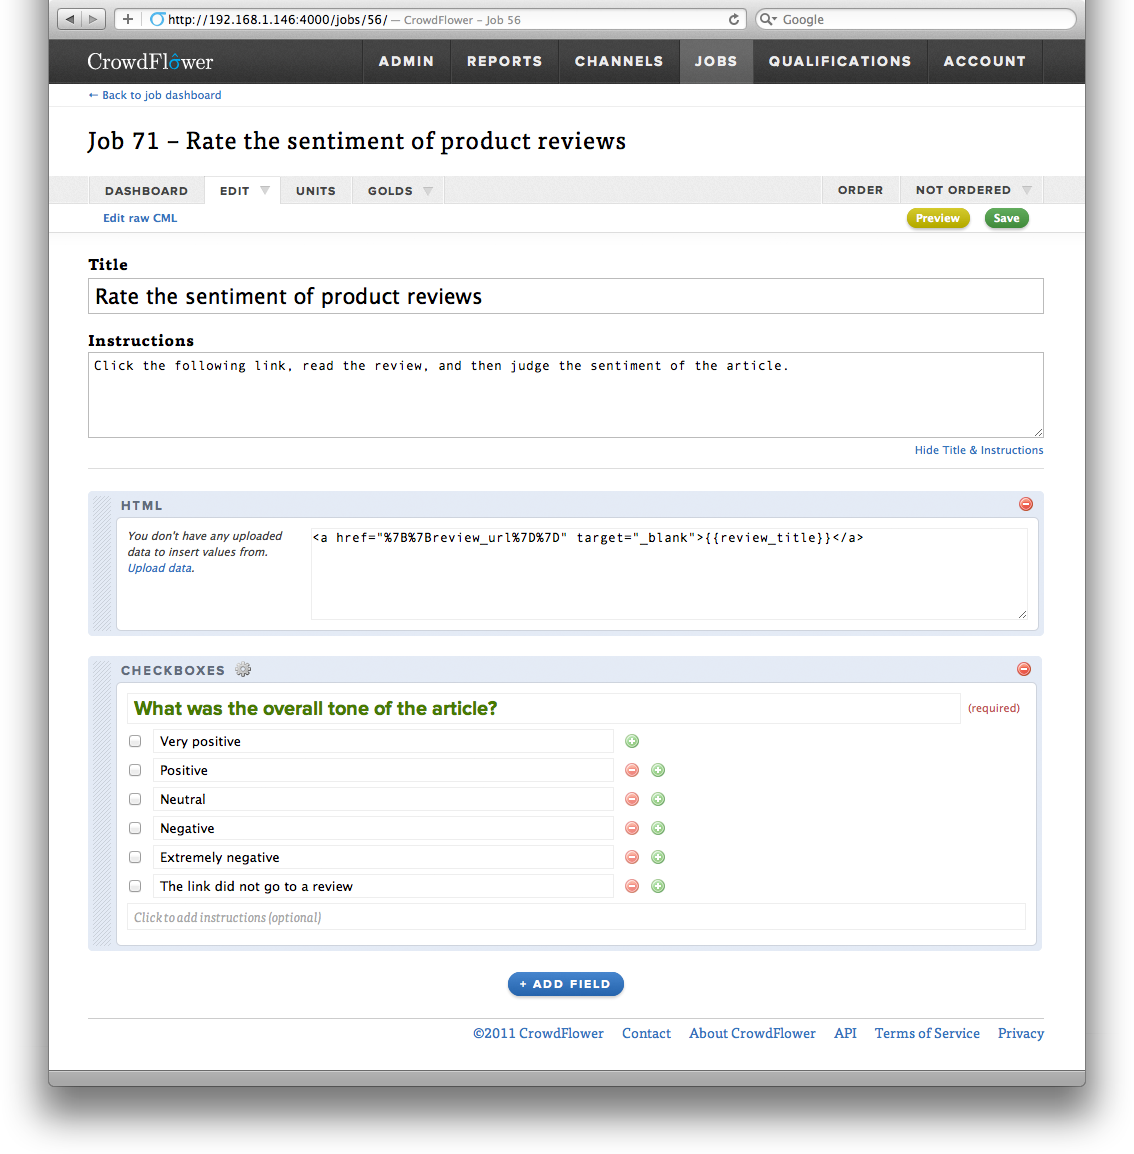 http://192.168.1.146:4000/jobs/56/ — CrowdFlower – Job 56
Google
CrowdFlower
ADMIN REPORTS CHANNELS JOBS QUALIFICATIONS ACCOUNT
← Back to job dashboard
Job 71 – Rate the sentiment of product reviews
DASHBOARD EDIT UNITS GOLDS ORDER NOT ORDERED
Edit raw CML Preview Save
Title
Rate the sentiment of product reviews
Instructions
Click the following link, read the review, and then judge the sentiment of the article.
Hide Title & Instructions
HTML
You don't have any uploaded
data to insert values from.
Upload data.
<a href="%7B%7Breview_url%7D%7D" target="_blank">{{review_title}}</a>
CHECKBOXES
What was the overall tone of the article? (required)
Very positive
Positive
Neutral
Negative
Extremely negative
The link did not go to a review
Click to add instructions (optional)
+ ADD FIELD
©2011 CrowdFlower Contact About CrowdFlower API Terms of Service Privacy